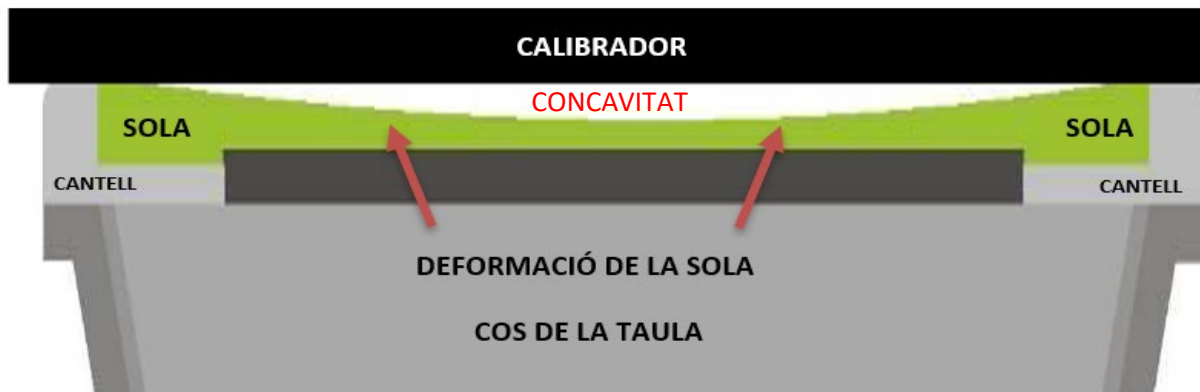 CALIBRADOR
CONCAVITAT
SOLA
SOLA
CANTELL
CANTELL
DEFORMACIÓ DE LA SOLA
COS DE LA TAULA